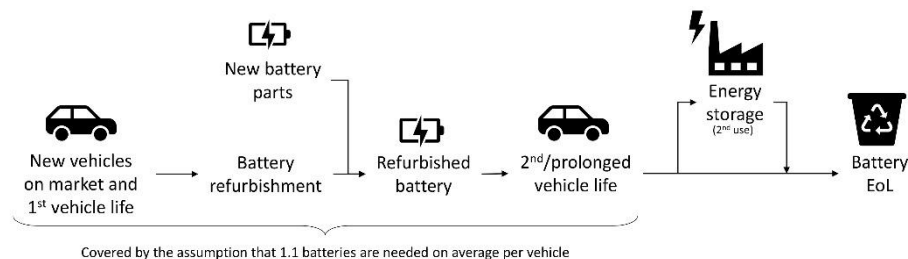 New vehicles
on market and
1st vehicle life
Battery
refurbishment
New battery
parts
Refurbished
battery
2nd/prolonged
vehicle life
Energy
storage
(2nd use)
Battery
EoL
Covered by the assumption that 1.1 batteries are needed on average per vehicle